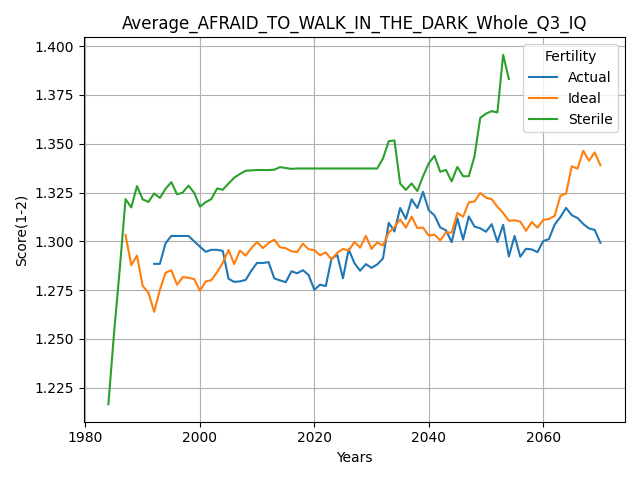 Average_AFRAID_TO_WALK_IN_THE_DARK_Whole_Q3_IQ
Fertility
Actual
Ideal
Sterile
Score(1-2)
1.400
1.375
1.350
1.325
1.300
1.275
1.250
1.225
1980
2000
2020
2040
2060
Years